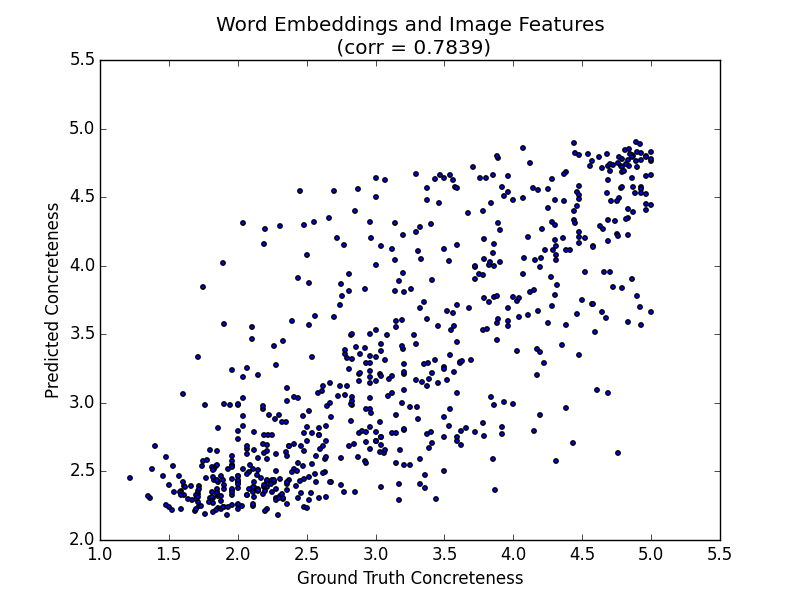 Word Embeddings and Image Features
(corr = 0.7839)
5.5
5.0
4.5
4.0
3.5
3.0
2.5
2.0
Predicted Concreteness
1.0 1.5 2.0 2.5 3.0 3.5 4.0 4.5 5.0 5.5
Ground Truth Concreteness